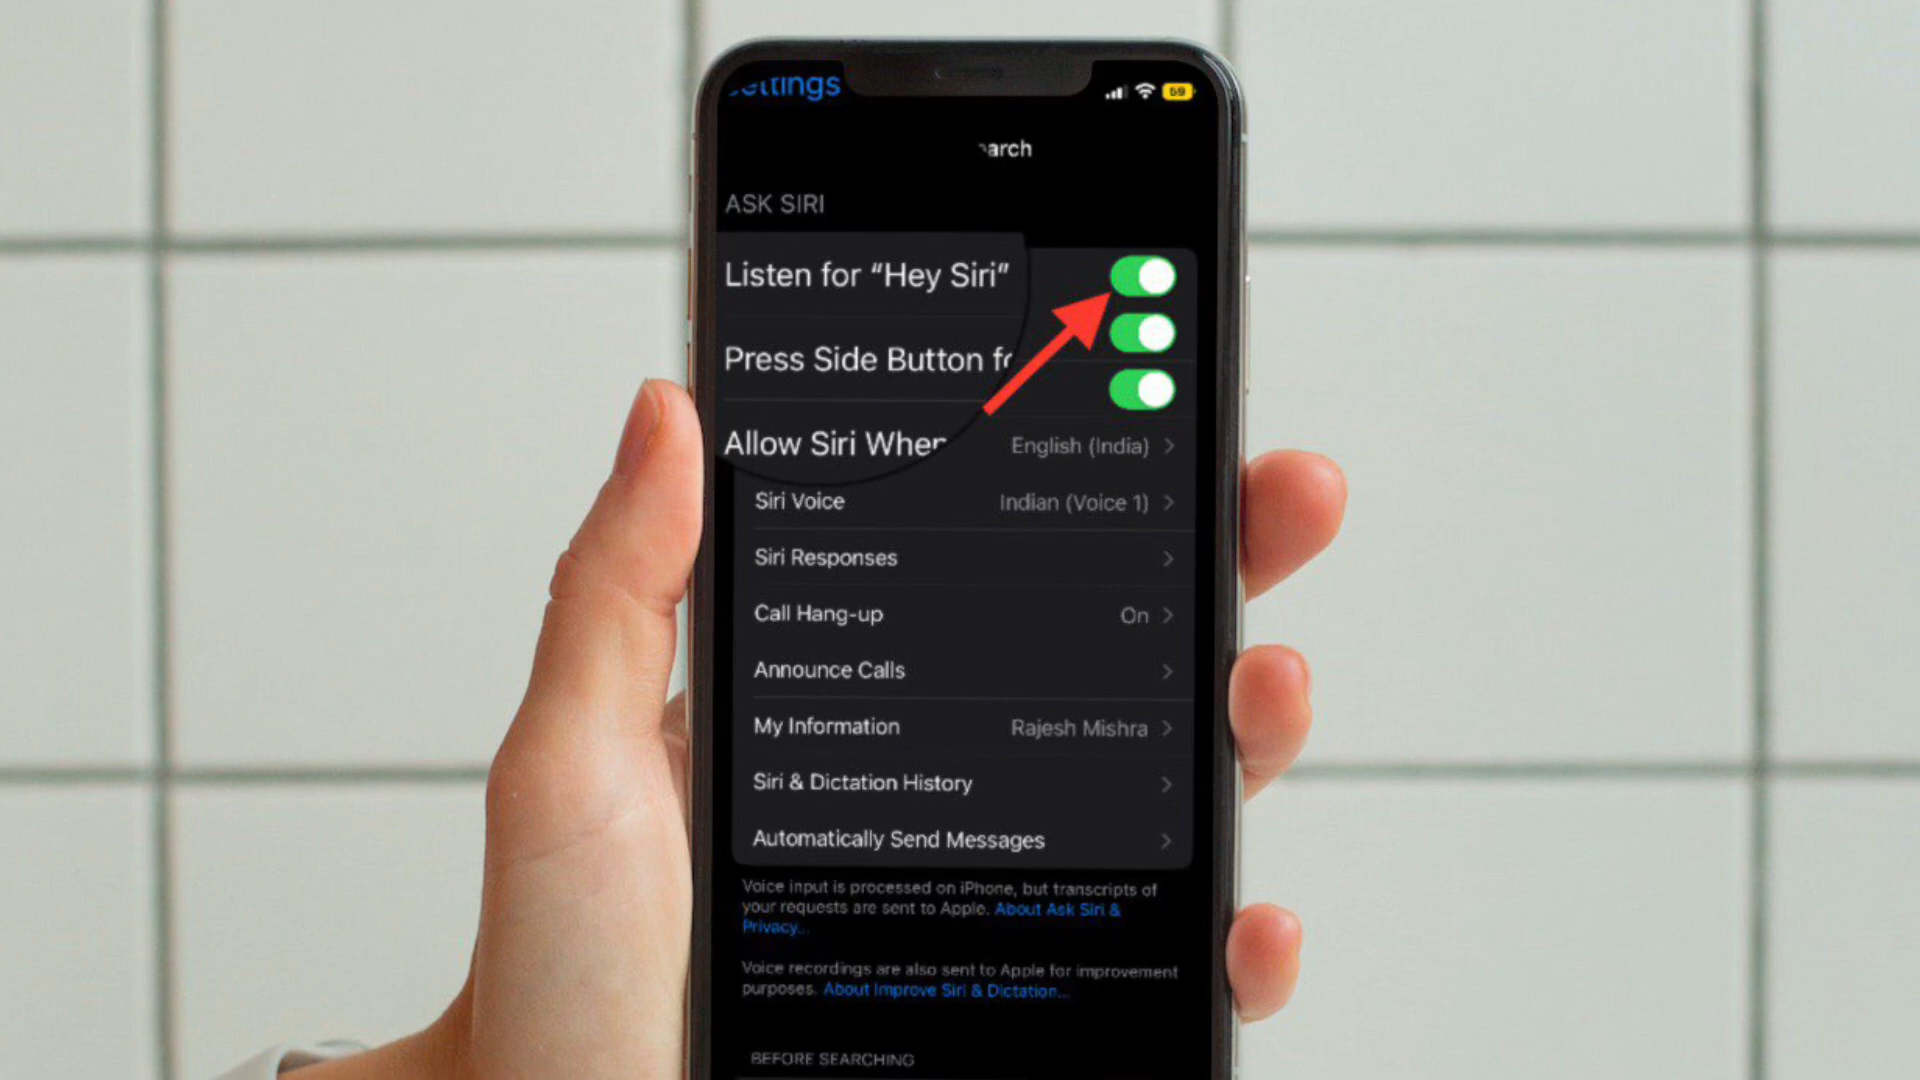 59
ASK SIRI
Listen for “Hey Siri”
Press Side Button
Allow Siri
English (India)
Siri Voice
Indian (Voice 1)
Siri Responses
Call Hang-up
On
Announce Calls
My Information
Rajesh Mishra
Siri & Dictation History
Automatically Send Messages
Voice input is processed on iPhone, but transcripts of
your requests are sent to Apple. About Ask Siri &
Privacy...
Voice recordings are also sent to Apple for improvement
purposes. About Improve Siri & Dictation...
BEFORE SEARCHING